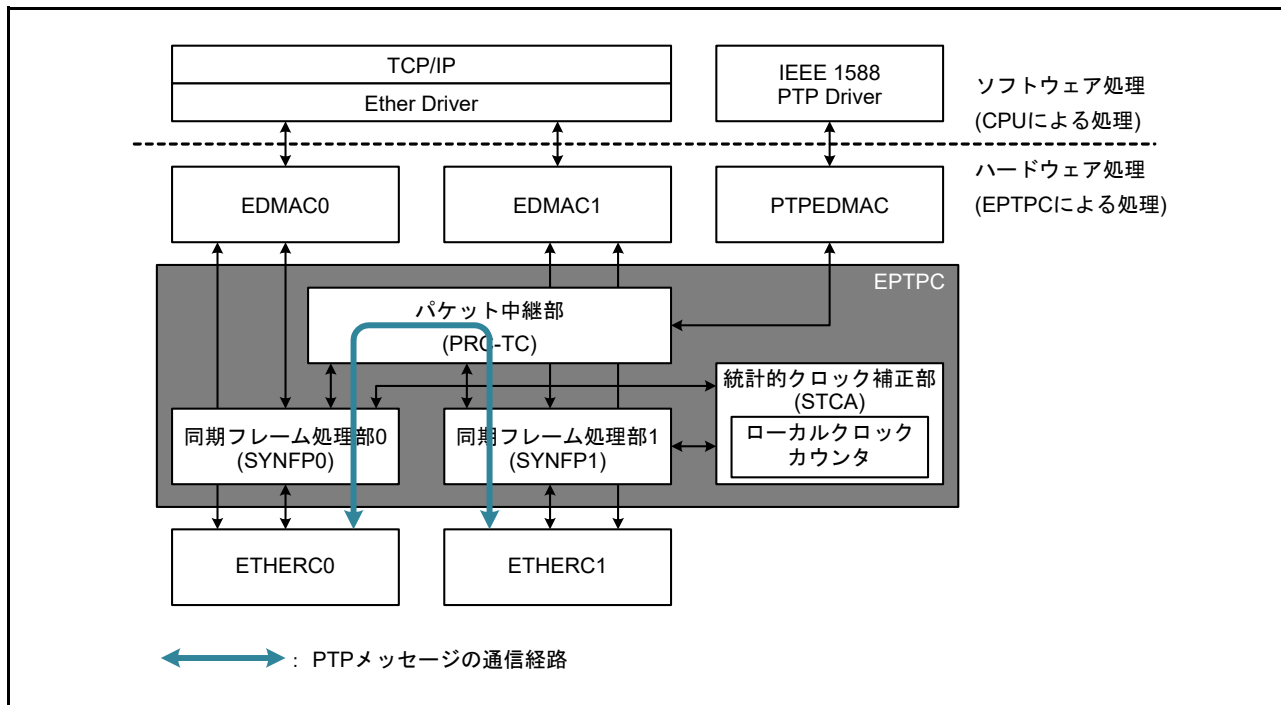 TCP/IP
Ether Driver
IEEE 1588
PTP Driver
ソフトウェア処理
(CPUによる処理)
ハードウェア処理
(EPTPCによる処理)
EDMAC0
EDMAC1
PTPEDMAC
EPTPC
パケット中継部
(PRC-TC)
統計的クロック補正部
(STCA)
ローカルクロック
カウンタ
同期フレーム処理部0
(SYNFP0)
同期フレーム処理部1
(SYNFP1)
ETHERC0
ETHERC1
: PTPメッセージの通信経路